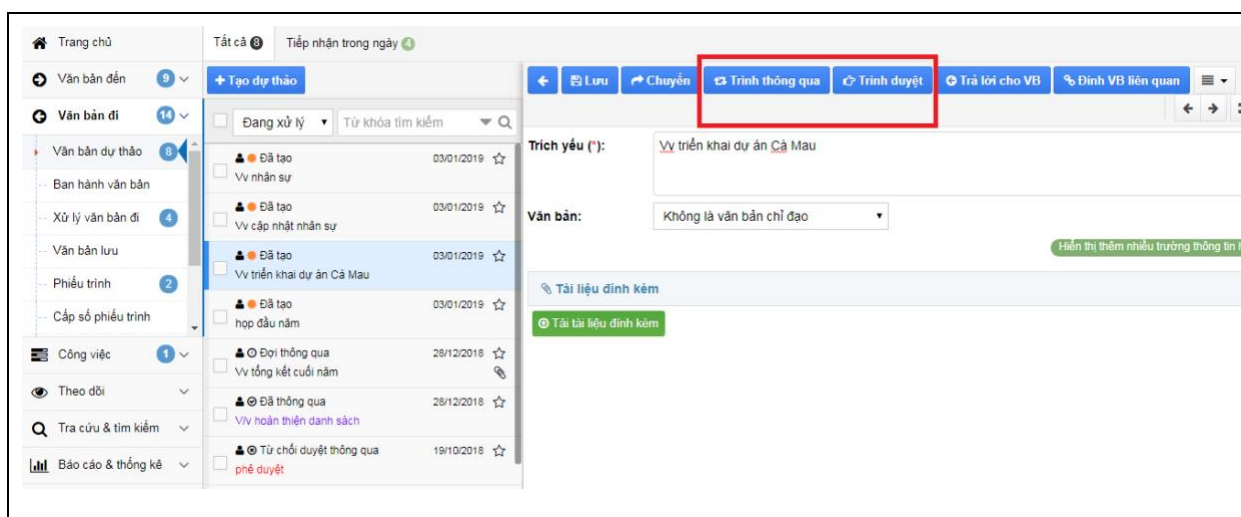 Trang chủ
Văn bản đến 9
Văn bản đi 14
Văn bản dự thảo 8
Ban hành văn bản
Xử lý văn bản đi 4
Văn bản lưu
Phiếu trình 2
Cấp số phiếu trình
Công việc 1
Theo dõi
Tra cứu & tìm kiếm
Báo cáo & thống kê
Tất cả 8 Tiếp nhận trong ngày 4
+ Tạo dự thảo
Đang xử lý Từ khóa tìm kiếm
Đã tạo 03/01/2019
Vv nhân sự
Đã tạo 03/01/2019
Vv cập nhật nhân sự
Đã tạo 03/01/2019
Vv triển khai dự án Cà Mau
Đã tạo 03/01/2019
họp đầu năm
Đợi thông qua 28/12/2018
Vv tổng kết cuối năm
Đã thông qua 28/12/2018
V/v hoàn thiện danh sách
Từ chối duyệt thông qua 19/10/2018
phê duyệt
Lưu Chuyển Trình thông qua Trình duyệt Trả lời cho VB Đính VB liên quan
Trích yếu (*): Vv triển khai dự án Cà Mau
Văn bản: Không là văn bản chỉ đạo
Hiển thị thêm nhiều trường thông tin
Tài liệu đính kèm
Tải tài liệu đính kèm